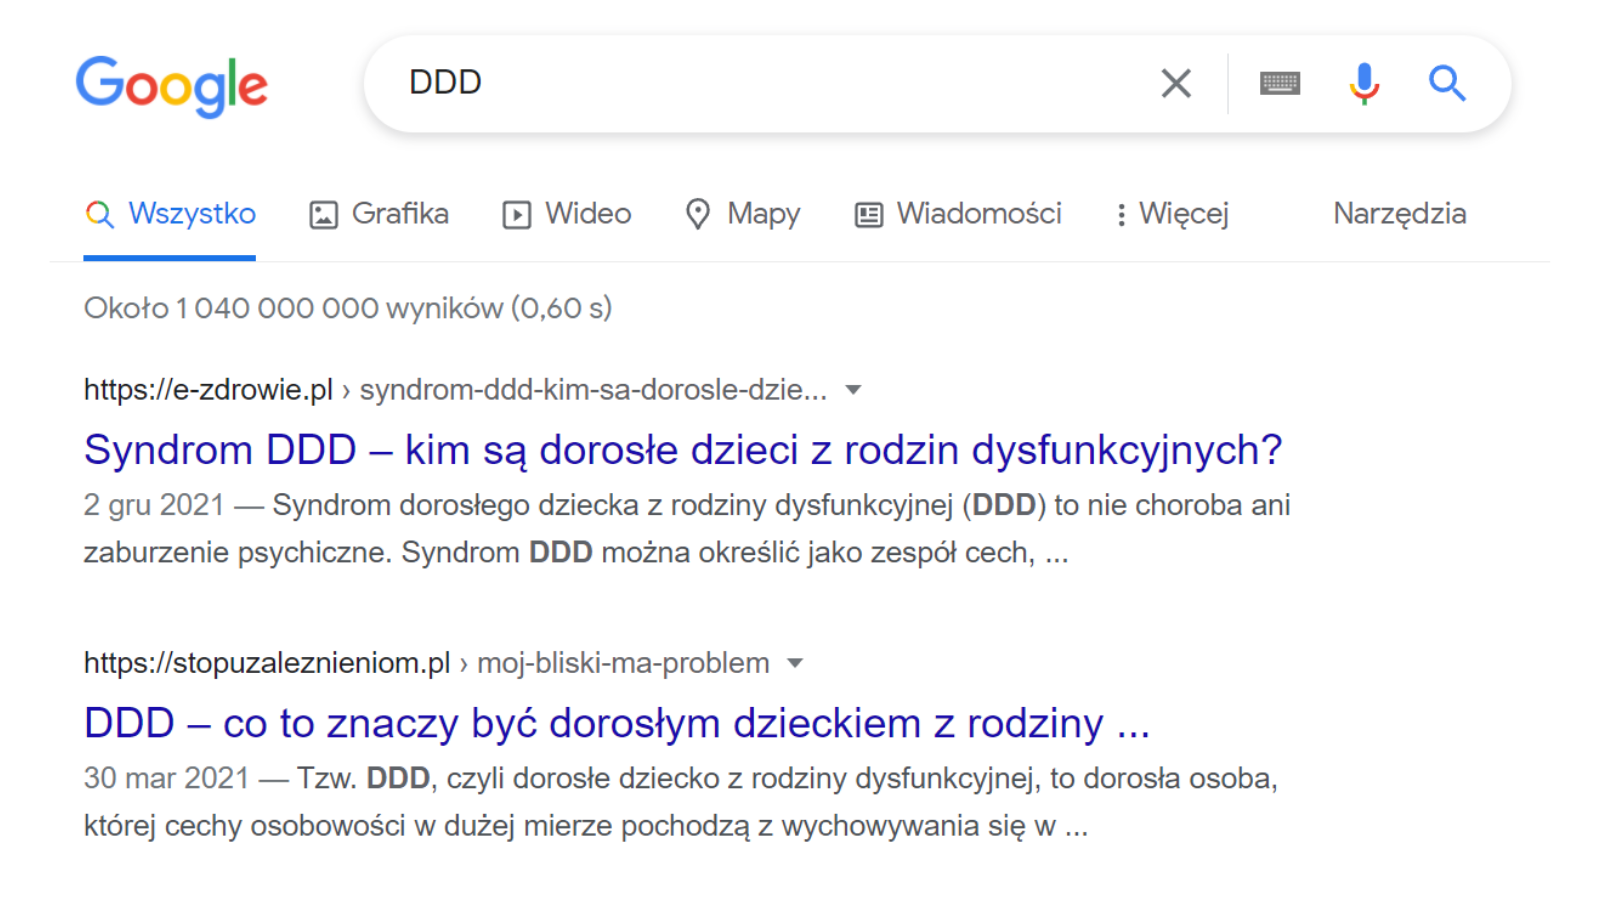 Google
DDD
Wszystko Grafika Wideo Mapy Wiadomości Więcej Narzędzia
Około 1 040 000 000 wyników (0,60 s)
https://e-zdrowie.pl › syndrom-ddd-kim-sa-dorosle-dzie...
Syndrom DDD – kim są dorosłe dzieci z rodzin dysfunkcyjnych?
2 gru 2021 — Syndrom dorosłego dziecka z rodziny dysfunkcyjnej (DDD) to nie choroba ani
zaburzenie psychiczne. Syndrom DDD można określić jako zespół cech, ...
https://stopuzaleznieniom.pl › moj-bliski-ma-problem
DDD – co to znaczy być dorosłym dzieckiem z rodziny ...
30 mar 2021 — Tzw. DDD, czyli dorosłe dziecko z rodziny dysfunkcyjnej, to dorosła osoba,
której cechy osobowości w dużej mierze pochodzą z wychowywania się w ...